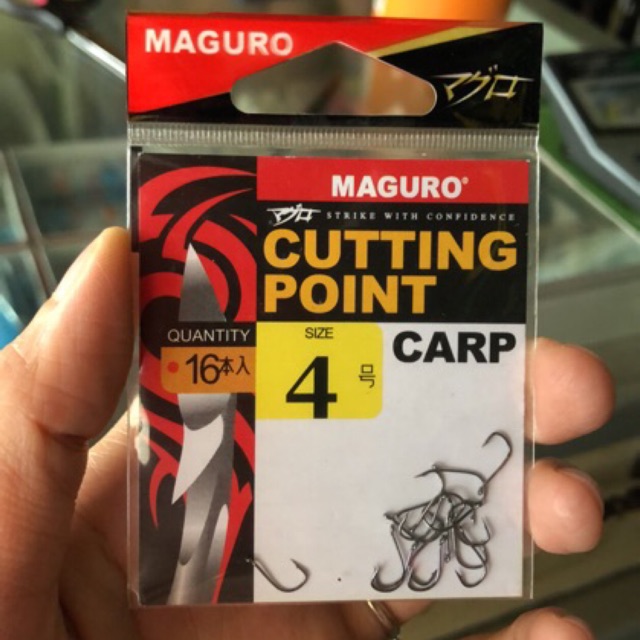 MAGURO
マグロ
MAGURO®
マグロ STRIKE WITH CONFIDENCE
CUTTING
POINT
CARP
QUANTITY
16本入
SIZE
4号